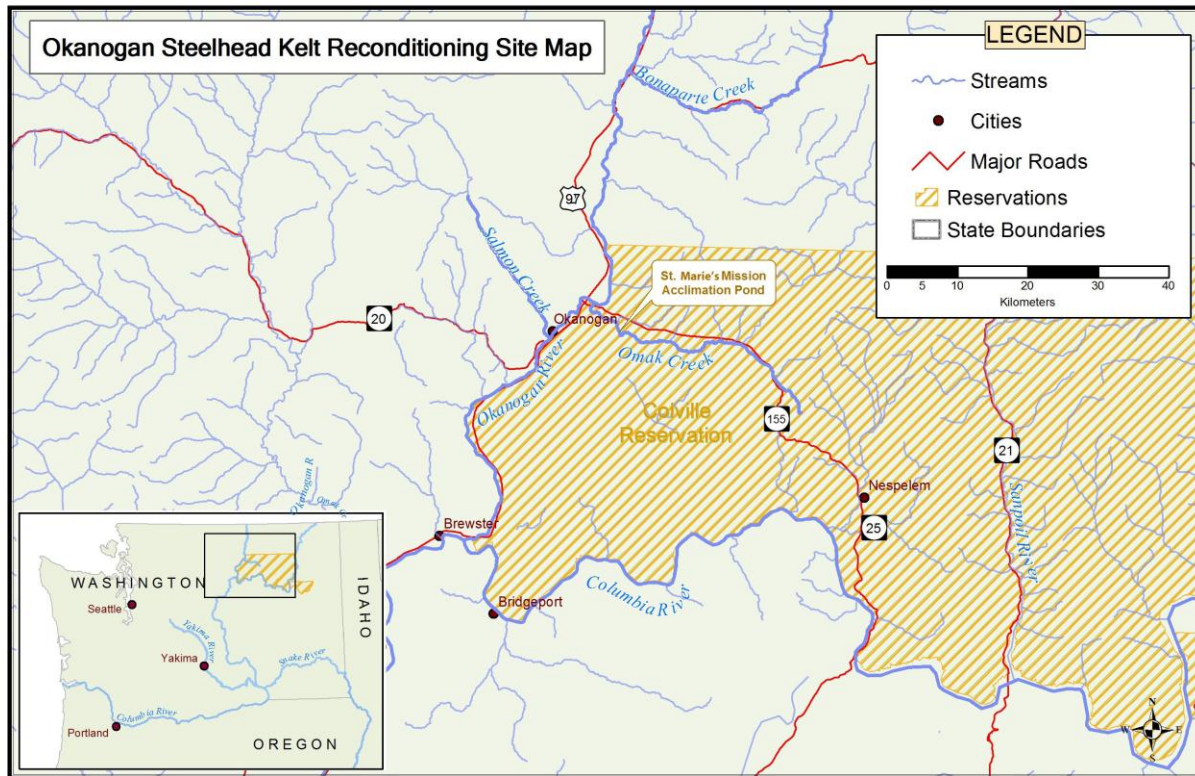 Okanogan Steelhead Kelt Reconditioning Site Map
LEGEND
Streams
Cities
Major Roads
Reservations
State Boundaries
0 5 10 20 30 40
Kilometers
Bonaparte Creek
97
Salmon Creek
St. Marie's Mission
Acclimation Pond
20
Okanogan
Omak Creek
Okanogan River
Colville
Reservation
155
21
Nespelem
25
Sanpoil River
Brewster
Bridgeport
Columbia River
N
W E
S
Okanogan R
Omak Cr
WASHINGTON
IDAHO
Seattle
Yakima River
Yakima
Snake River
Columbia River
Portland
OREGON